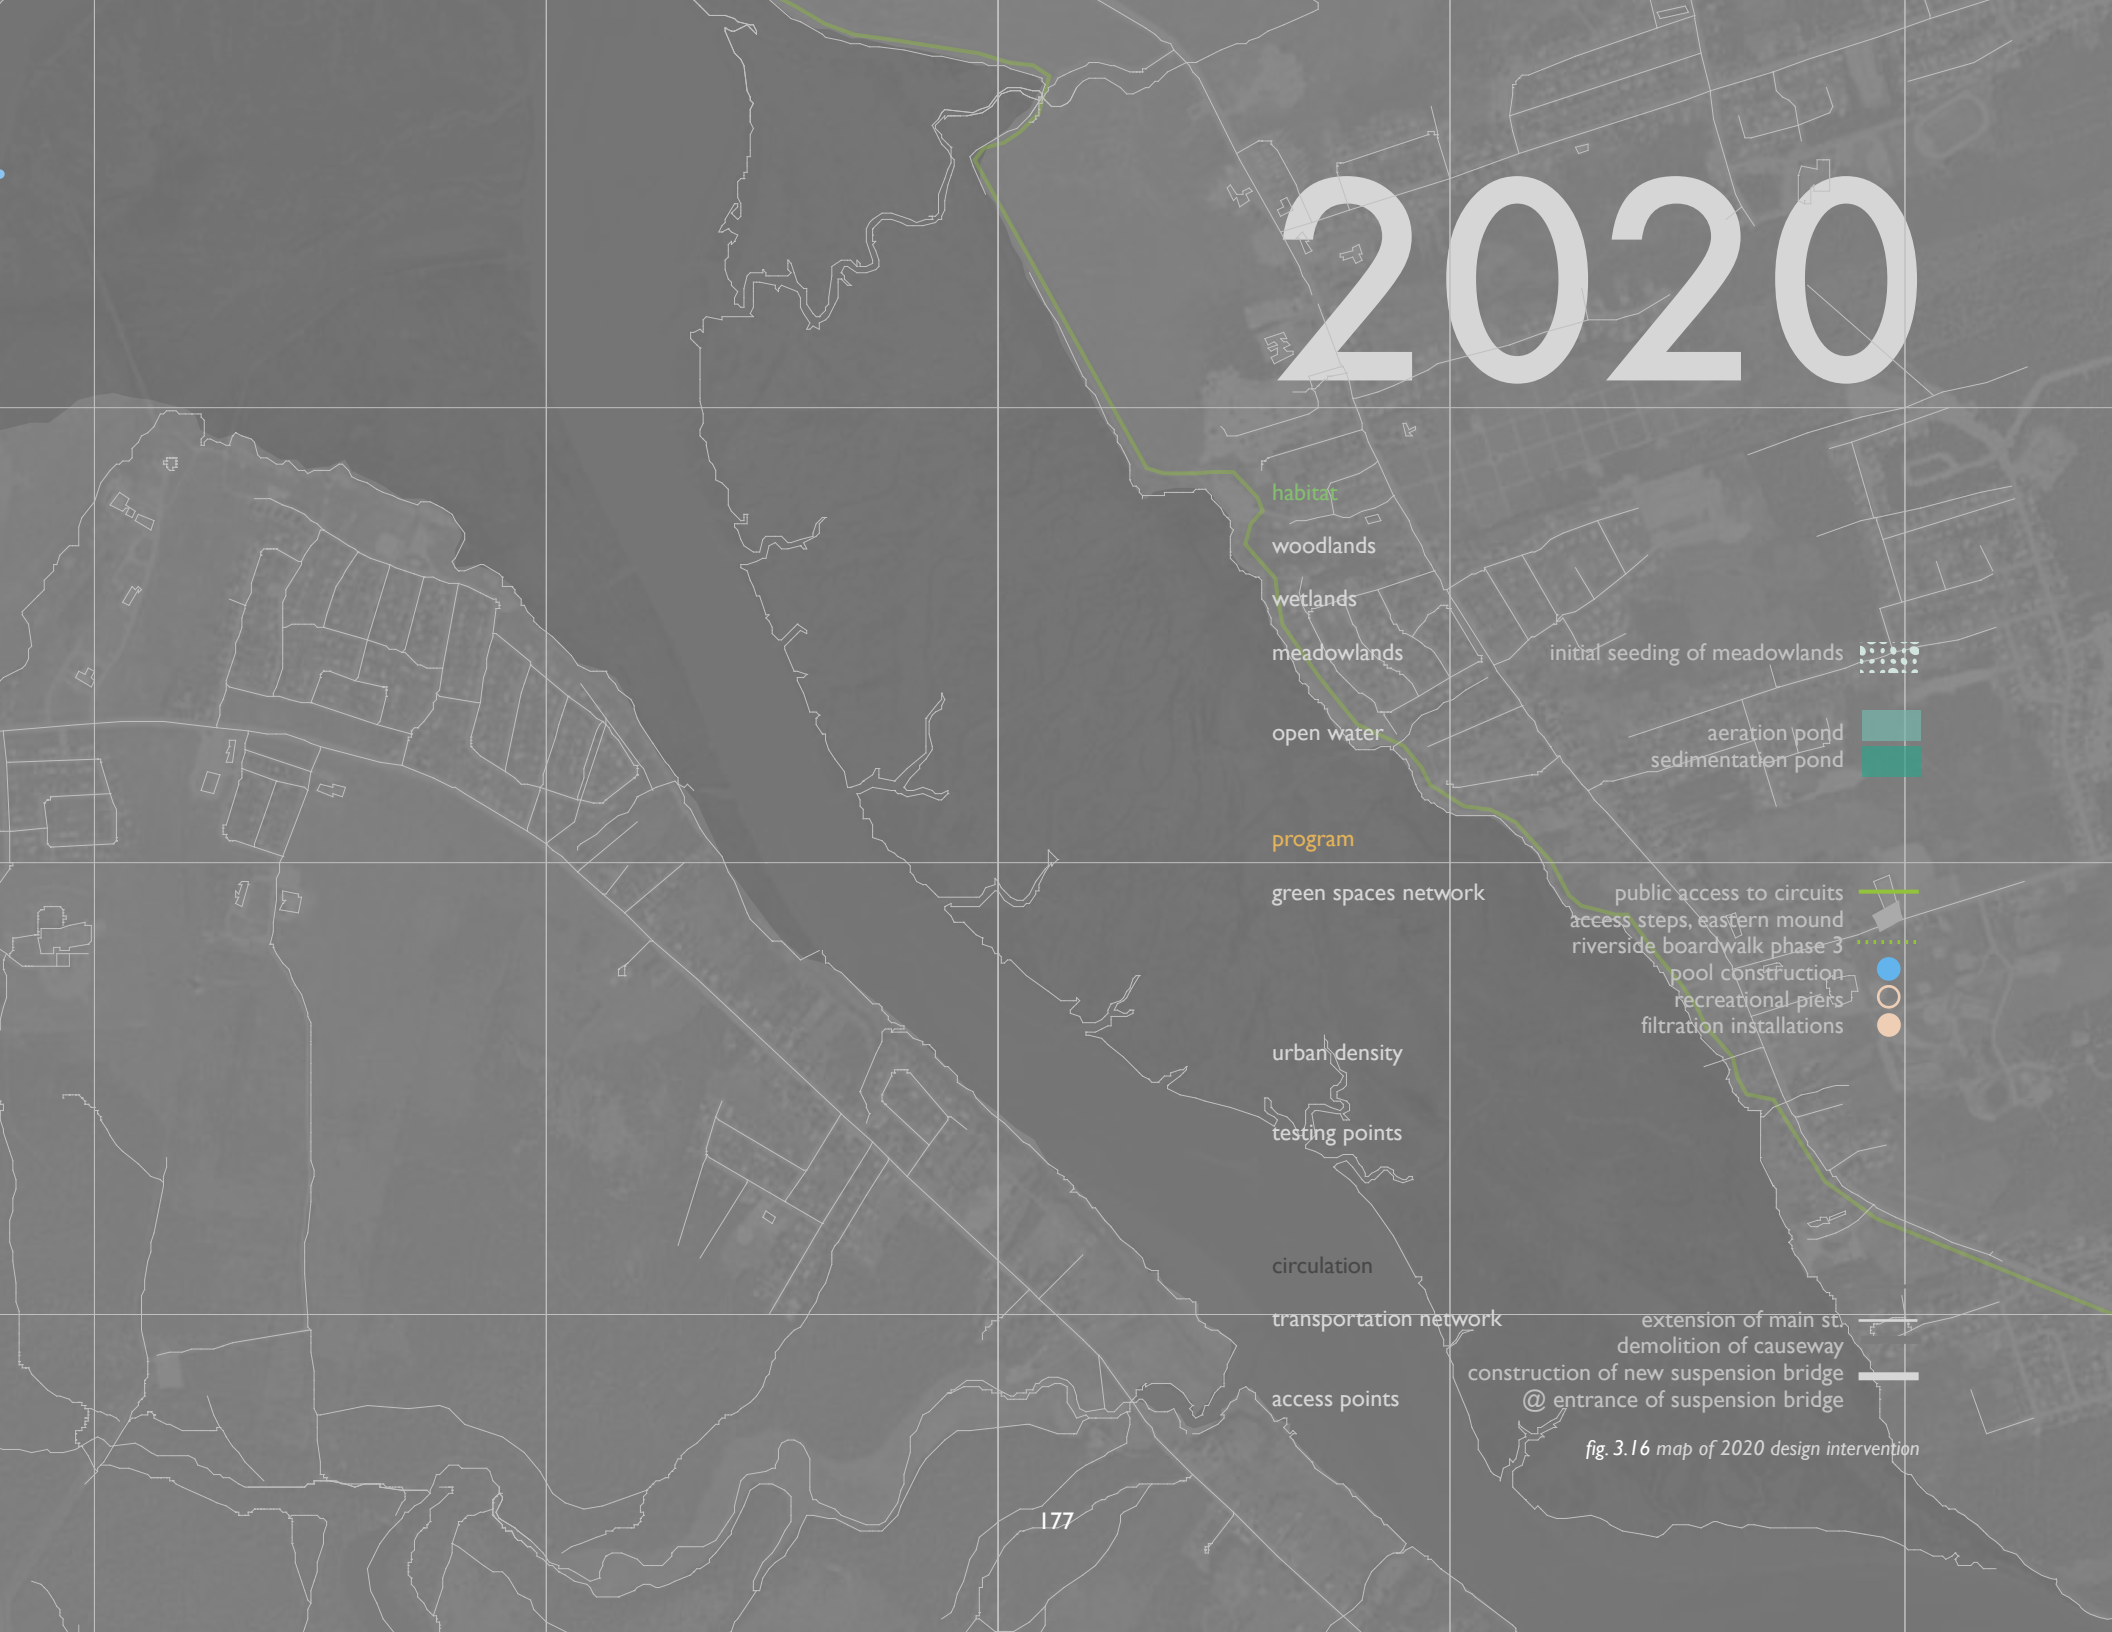 2020
habitat
woodlands
wetlands
meadowlands initial seeding of meadowlands
open water aeration pond
sedimentation pond
program
green spaces network public access to circuits
access steps, eastern mound
riverside boardwalk phase 3
pool construction
recreational piers
filtration installations
urban density
testing points
circulation
transportation network extension of main st.
demolition of causeway
construction of new suspension bridge
access points @ entrance of suspension bridge
fig. 3.16 map of 2020 design intervention
177